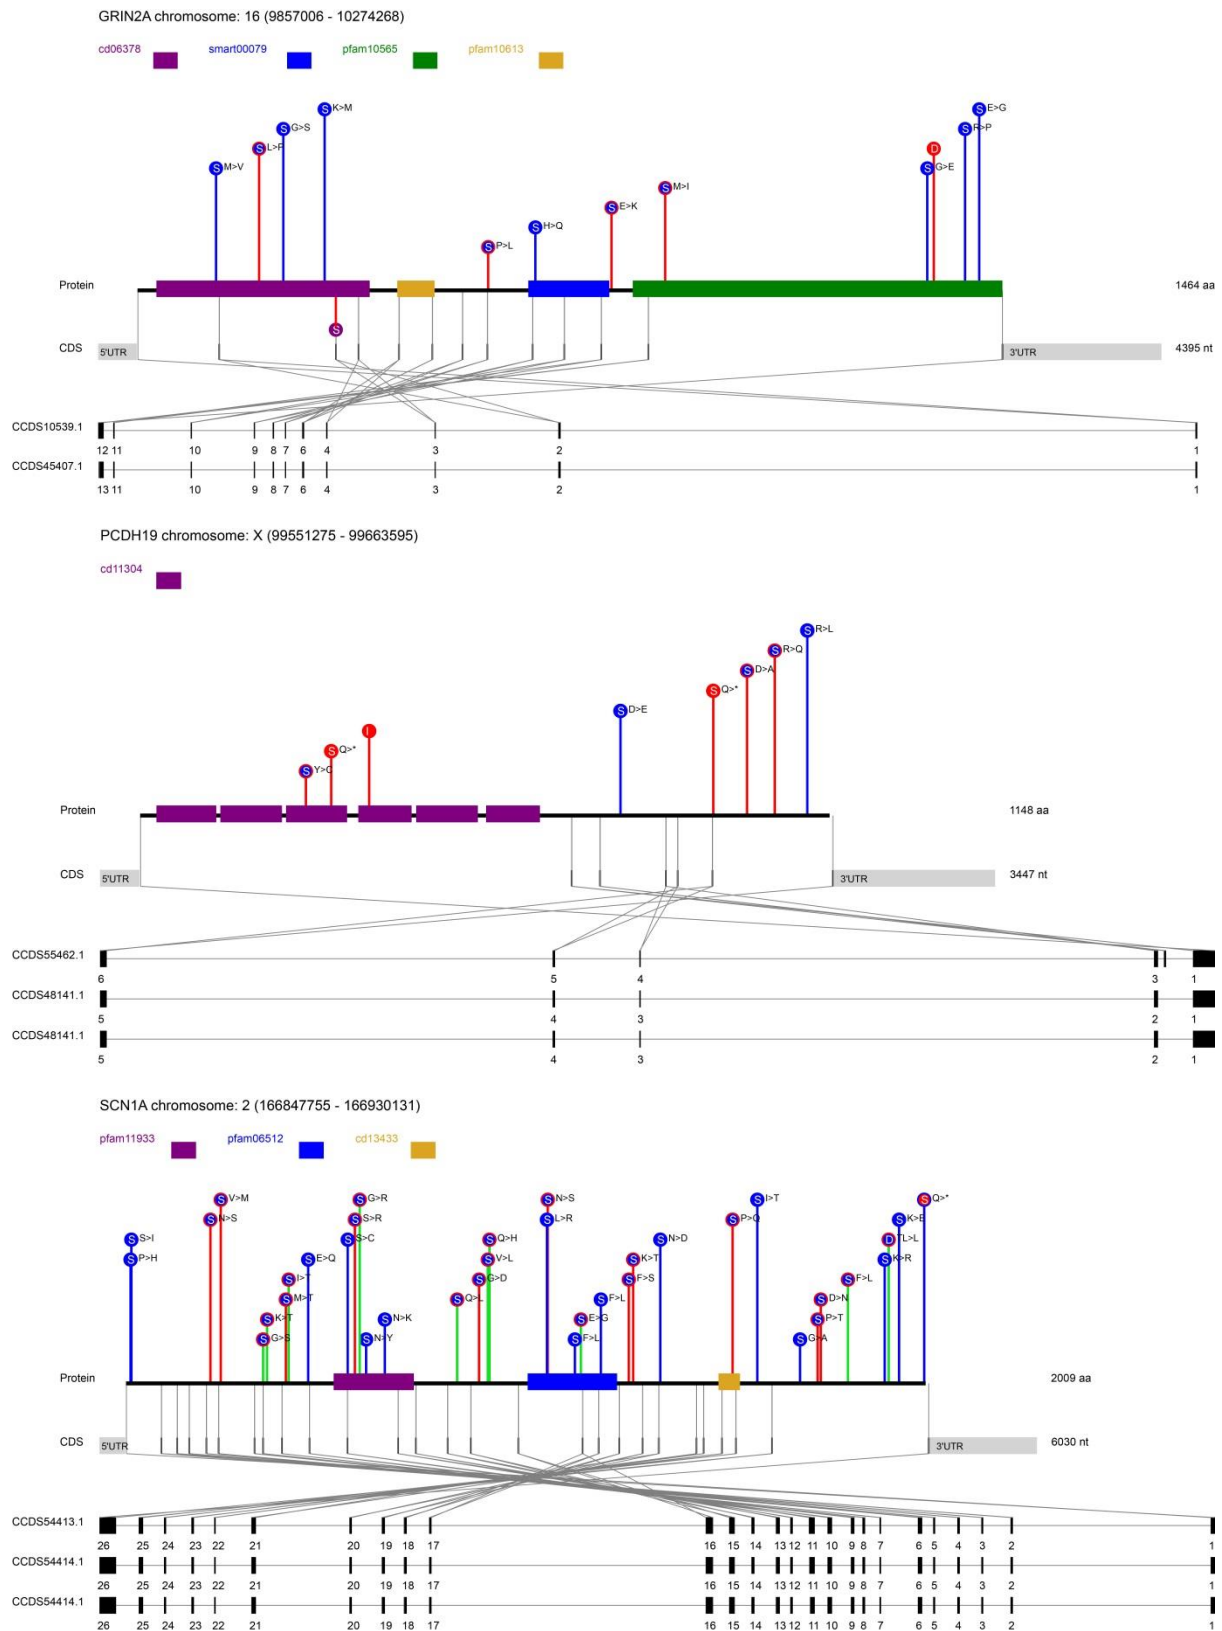 GRIN2A chromosome: 16 (9857006 - 10274268)
cd06378 smart00079 pfam10565 pfam10613
S K>M S E>G
S G>S S R>P
S L>P D
S M>V S G>E
S M>I
S E>K
S H>Q
S P>L
Protein 1464 aa
S
CDS 5'UTR 3'UTR 4395 nt
CCDS10539.1
12 11 10 9 8 7 6 4 3 2 1
CCDS45407.1
13 11 10 9 8 7 6 4 3 2 1
PCDH19 chromosome: X (99551275 - 99663595)
cd11304
S R>L
S R>Q
S D>A
S Q>*
S D>E
I
S Q>*
S Y>C
Protein 1148 aa
CDS 5'UTR 3'UTR 3447 nt
CCDS55462.1
6 5 4 3 1
CCDS48141.1
5 4 3 2 1
CCDS48141.1
5 4 3 2 1
SCN1A chromosome: 2 (166847755 - 166930131)
pfam11933 pfam06512 cd13433
S V>M S G>R S N>S S I>T S Q>*
S N>S S S>R S L>R S P>Q S K>E
S S>I S S>C S Q>H S N>D D TL>L
S P>H S E>Q S V>L S K>T S K>R
S I>T S G>D S F>S S F>L
S M>T S Q>L S F>L S D>N
S K>T S N>K S E>G S P>T
S G>S S N>Y S F>L S G>A
Protein 2009 aa
CDS 5'UTR 3'UTR 6030 nt
CCDS54413.1
26 25 24 23 22 21 20 19 18 17 16 15 14 13 12 11 10 9 8 7 6 5 4 3 2 1
CCDS54414.1
26 25 24 23 22 21 20 19 18 17 16 15 14 13 12 11 10 9 8 7 6 5 4 3 2 1
CCDS54414.1
26 25 24 23 22 21 20 19 18 17 16 15 14 13 12 11 10 9 8 7 6 5 4 3 2 1